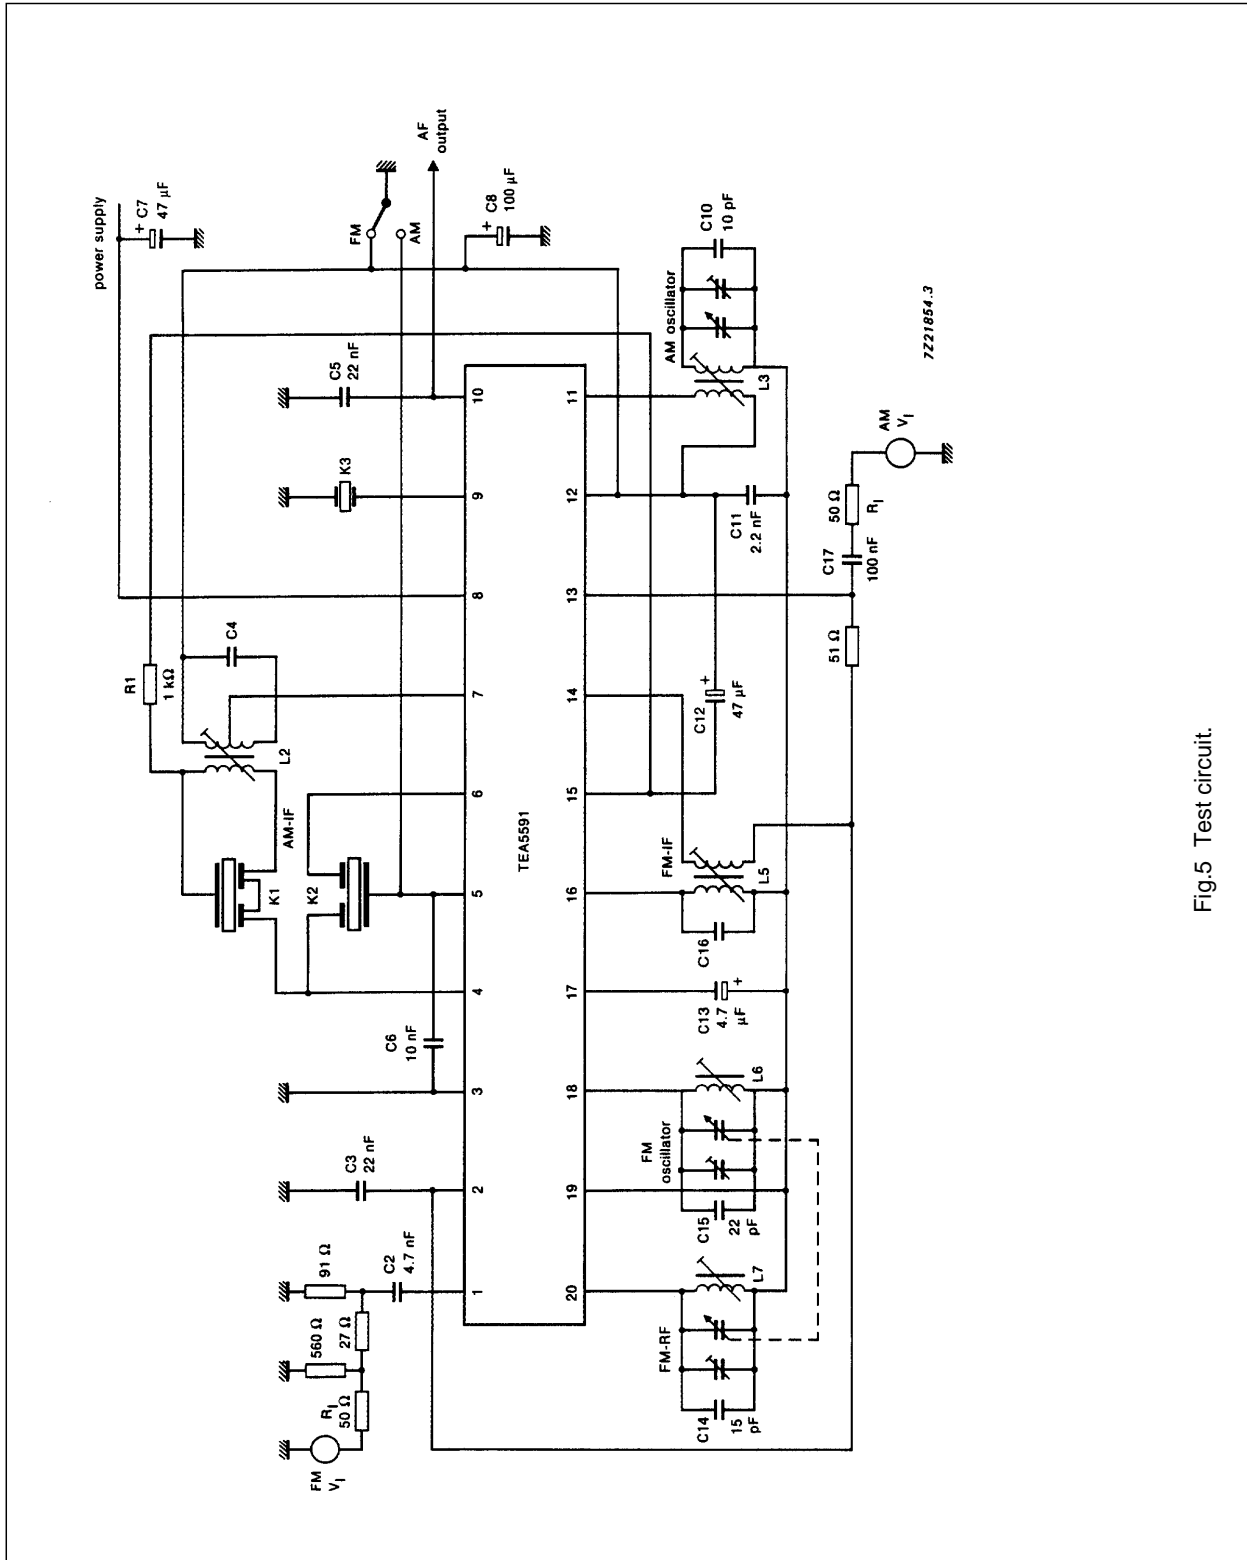 power supply
+ C7
47 µF
FM
AM
AF
output
+ C8
100 µF
R1
1 kΩ
C4
L2
AM-IF
K1
K2
K3
C5
22 nF
C6
10 nF
C3
22 nF
C2
4.7 nF
91 Ω
27 Ω
560 Ω
RI
50 Ω
FM
VI
1
2
3
4
5
6
7
8
9
10
TEA5591
20
19
18
17
16
15
14
13
12
11
FM-RF
C14
15
pF
L7
FM
oscillator
C15
22
pF
L6
C13
4.7
µF
+
C16
FM-IF
L5
C12
+
47 µF
C11
2.2 nF
AM oscillator
L3
C10
10 pF
51 Ω
C17
100 nF
50 Ω
RI
AM
VI
7Z21854.3
Fig.5 Test circuit.